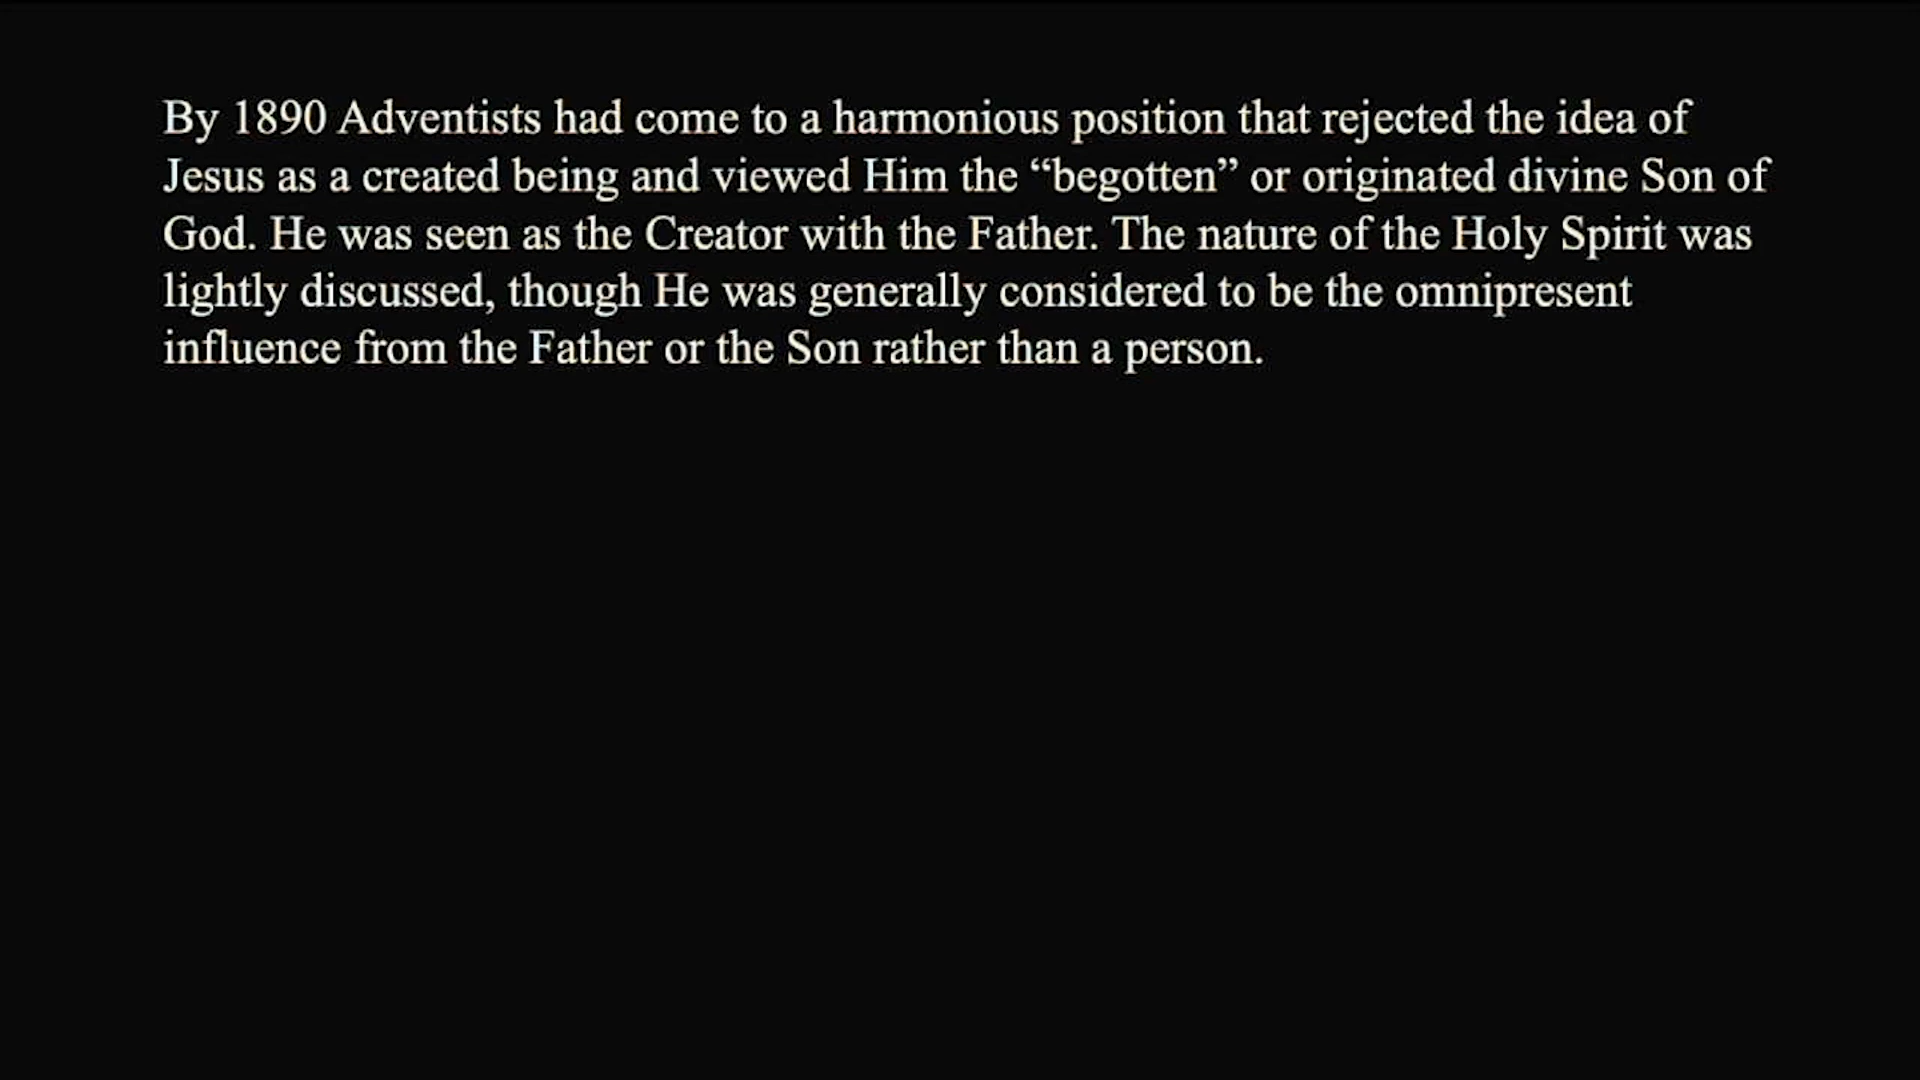 By 1890 Adventists had come to a harmonious position that rejected the idea of
Jesus as a created being and viewed Him the “begotten” or originated divine Son of
God. He was seen as the Creator with the Father. The nature of the Holy Spirit was
lightly discussed, though He was generally considered to be the omnipresent
influence from the Father or the Son rather than a person.